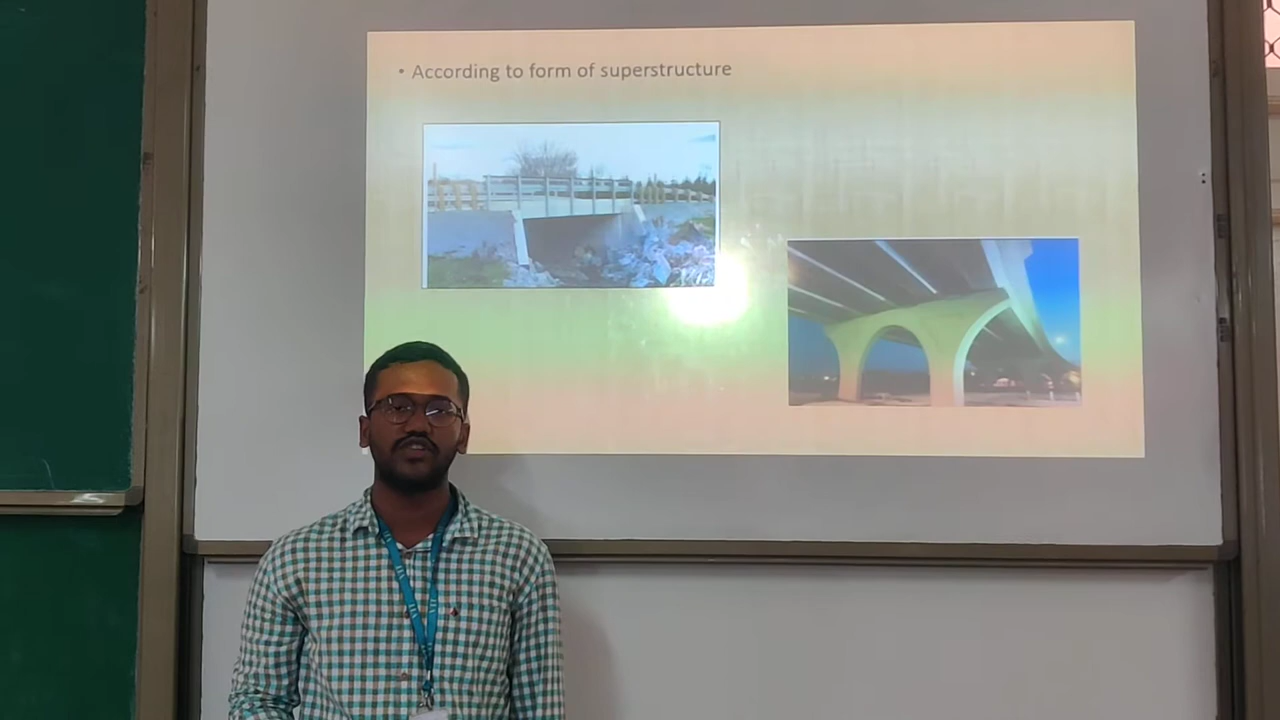 • According to form of superstructure